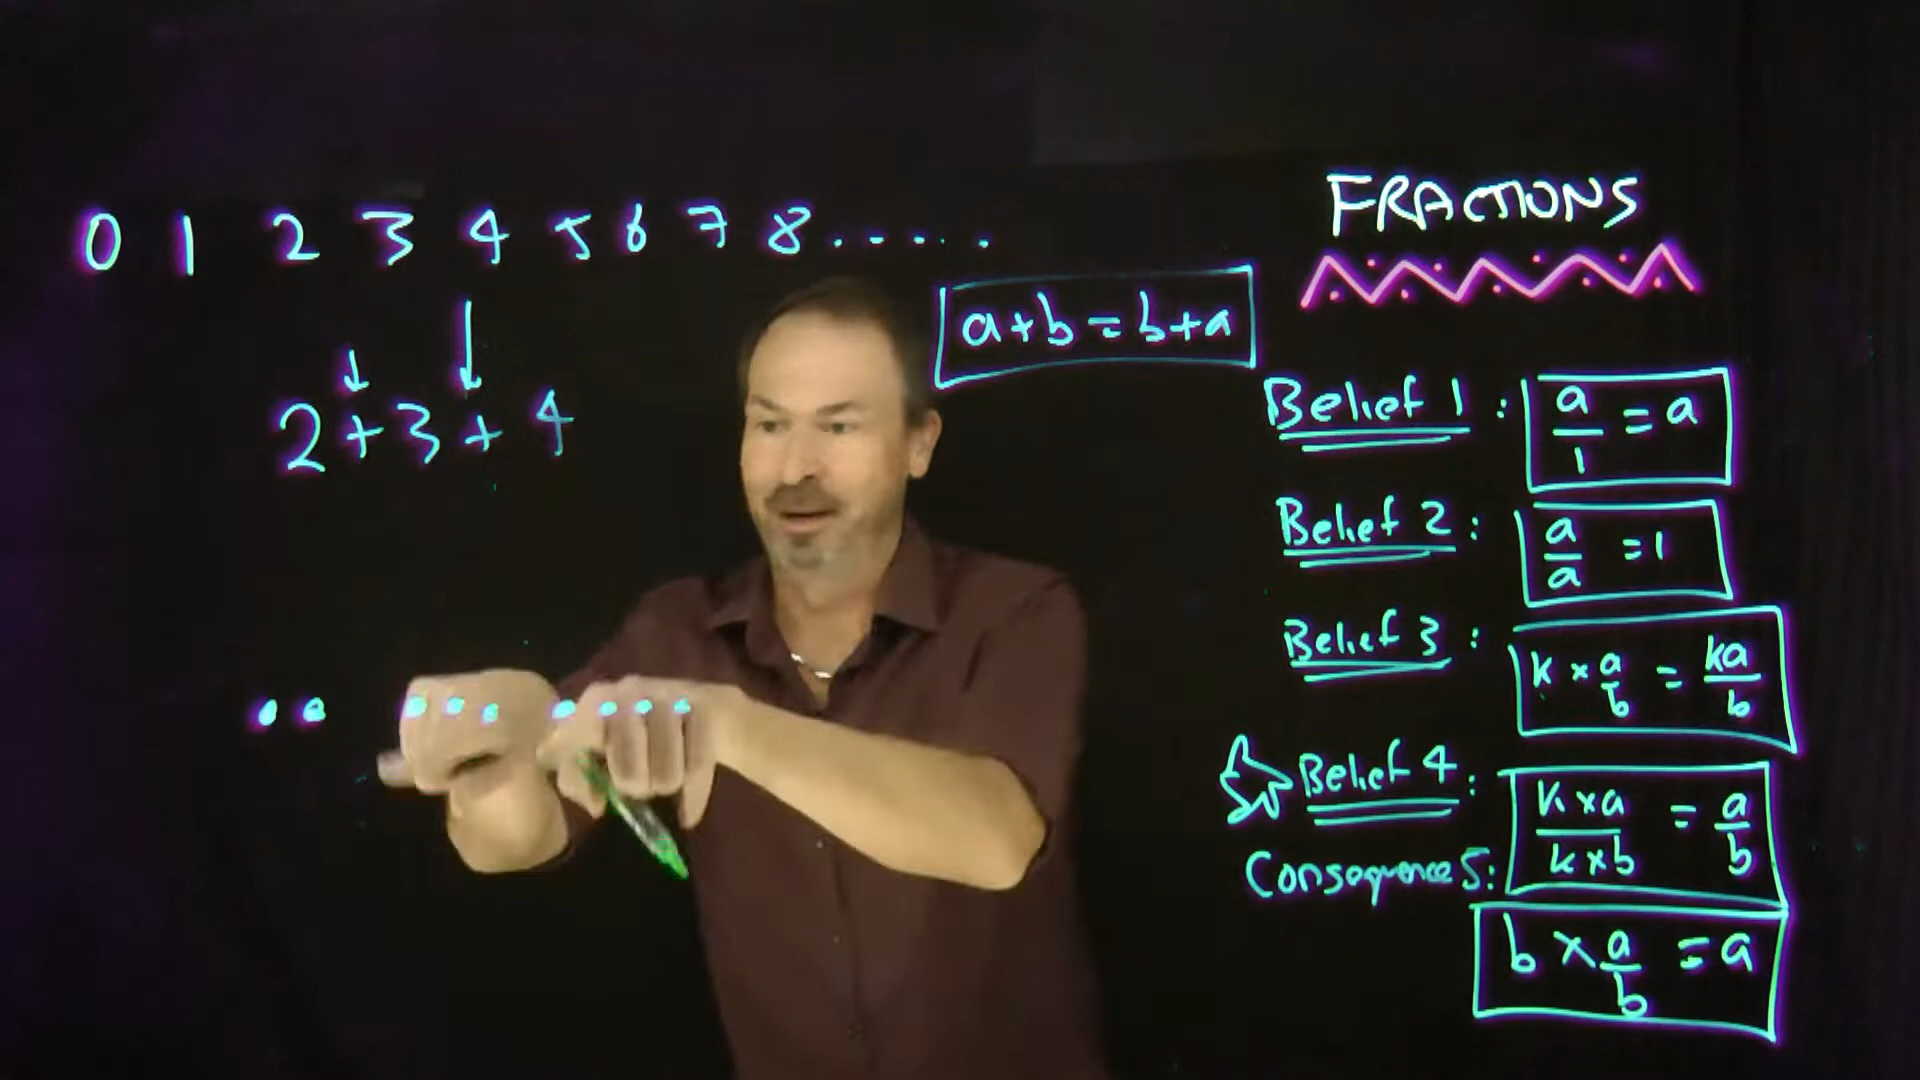 0 1 2 3 4 5 6 7 8.....
2+3+4
a+b=b+a
FRACTIONS
Belief 1 : a/1 = a
Belief 2 : a/a =1
Belief 3 : k × a/b = ka/b
Belief 4 : k×a/k×b = a/b
Consequence 5: b × a/b = a